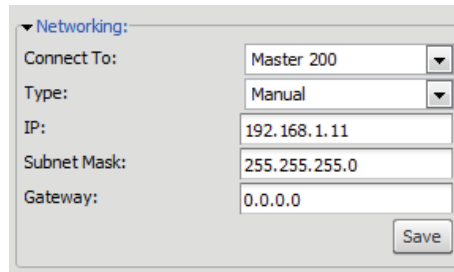 Networking:
Connect To: Master 200
Type: Manual
IP: 192.168.1.11
Subnet Mask: 255.255.255.0
Gateway: 0.0.0.0
Save